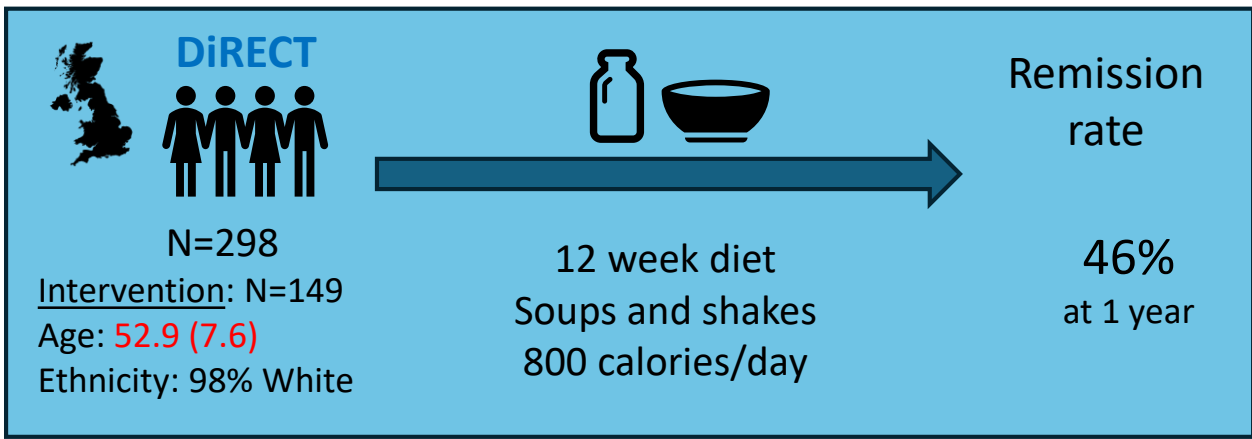 DiRECT
N=298
Intervention: N=149
Age: 52.9 (7.6)
Ethnicity: 98% White
12 week diet
Soups and shakes
800 calories/day
Remission
rate
46%
at 1 year